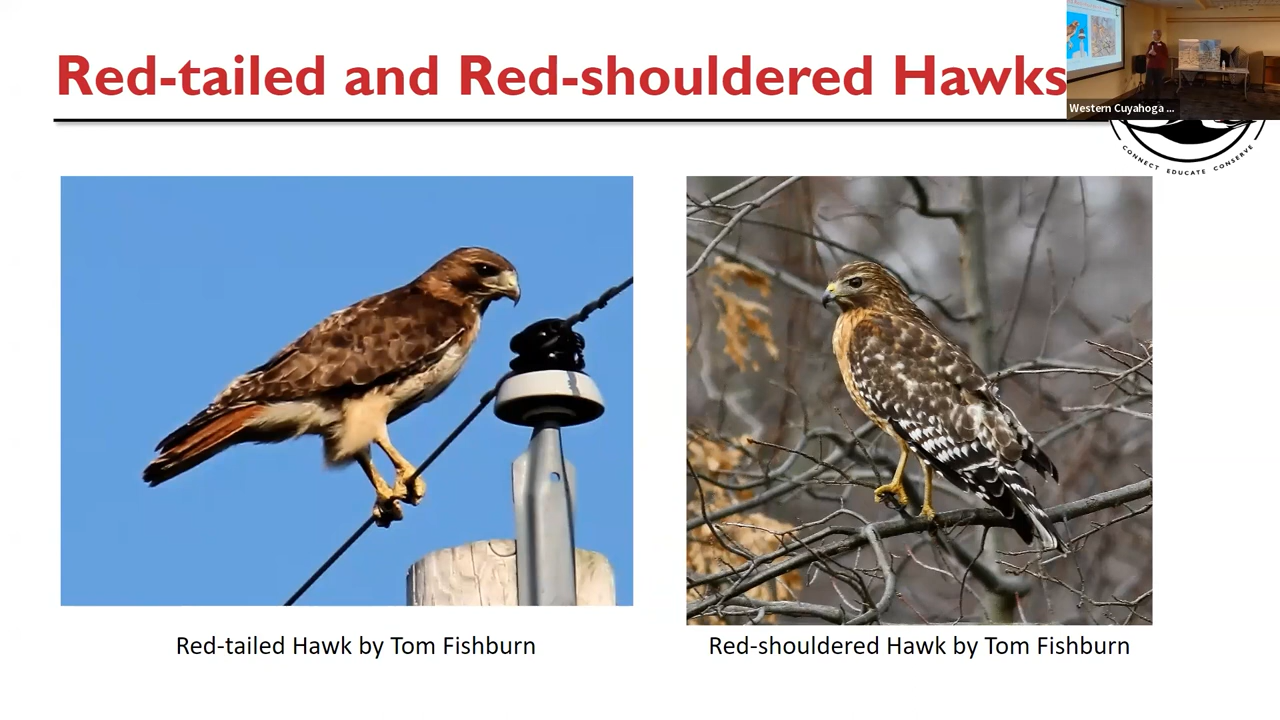 Red-tailed and Red-shouldered Hawks
Western Cuyahoga ...
CONNECT EDUCATE CONSERVE
Red-tailed Hawk by Tom Fishburn
Red-shouldered Hawk by Tom Fishburn